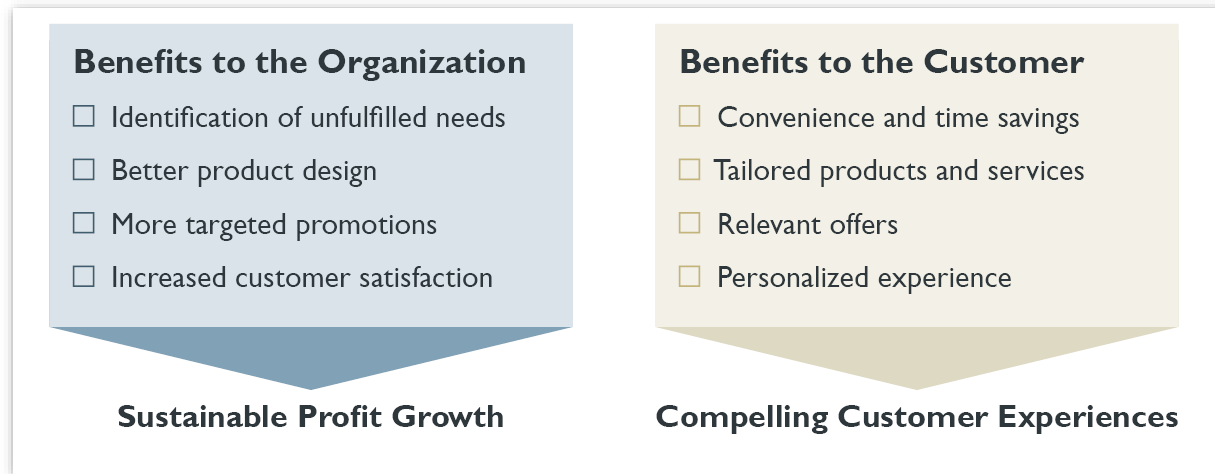 Benefits to the Organization
☐ Identification of unfulfilled needs
☐ Better product design
☐ More targeted promotions
☐ Increased customer satisfaction
Sustainable Profit Growth
Benefits to the Customer
☐ Convenience and time savings
☐ Tailored products and services
☐ Relevant offers
☐ Personalized experience
Compelling Customer Experiences